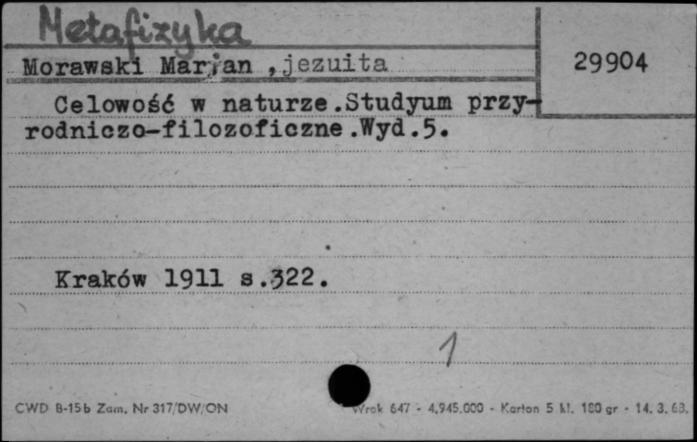 Metafizyka
Morawski Marjan , jezuita
29904
Celowość w naturze.Studyum przy-
rodniczo-filozoficzne.Wyd.5.
Kraków 1911 s.322.
1
CWD B-15b Zam. Nr 317/DW/ON
Wrok 647 - 4.945.000 - Karton 5 kl. 180 gr - 14. 3. 63.